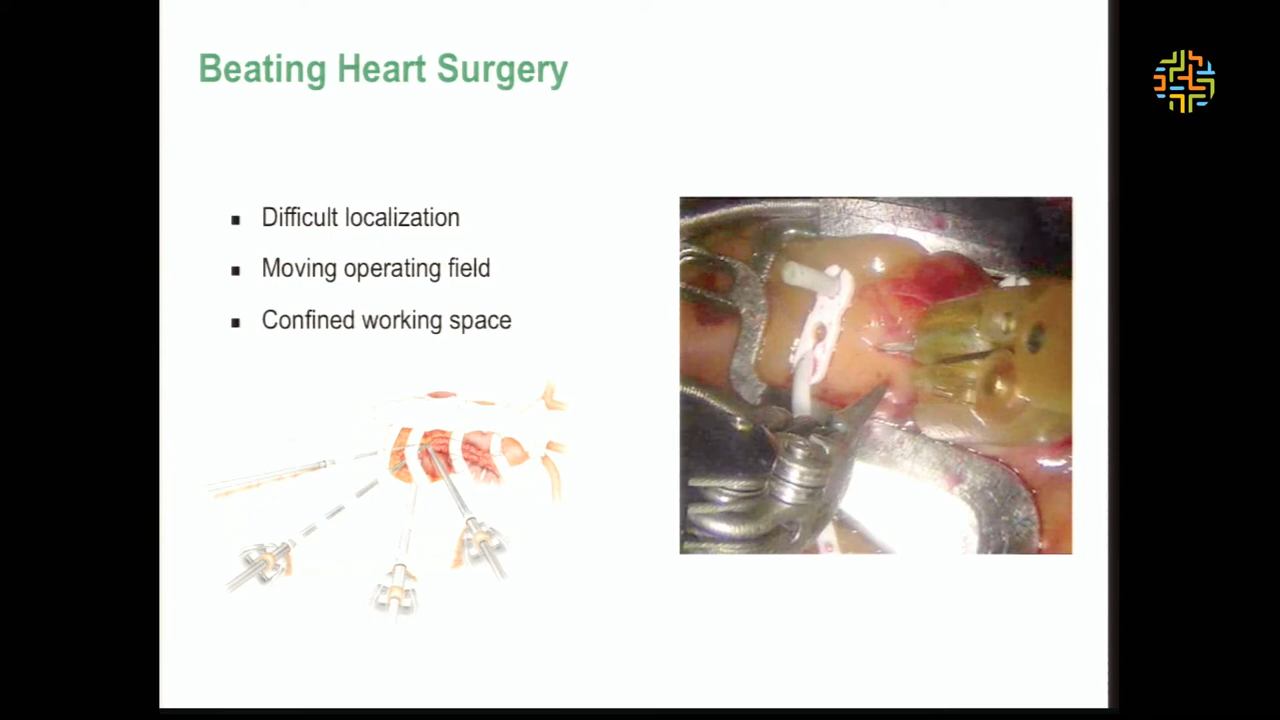 Beating Heart Surgery
Difficult localization
Moving operating field
Confined working space